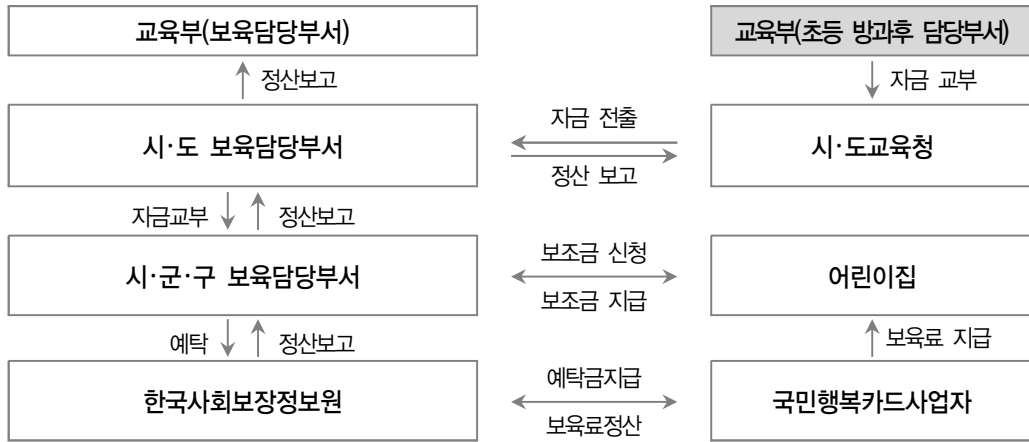 교육부(보육담당부서)
교육부(초등 방과후 담당부서)
정산보고
자금 교부
시·도 보육담당부서
자금 전출
정산 보고
시·도교육청
자금교부
정산보고
시·군·구 보육담당부서
보조금 신청
보조금 지급
어린이집
예탁
정산보고
보육료 지급
한국사회보장정보원
예탁금지급
보육료정산
국민행복카드사업자